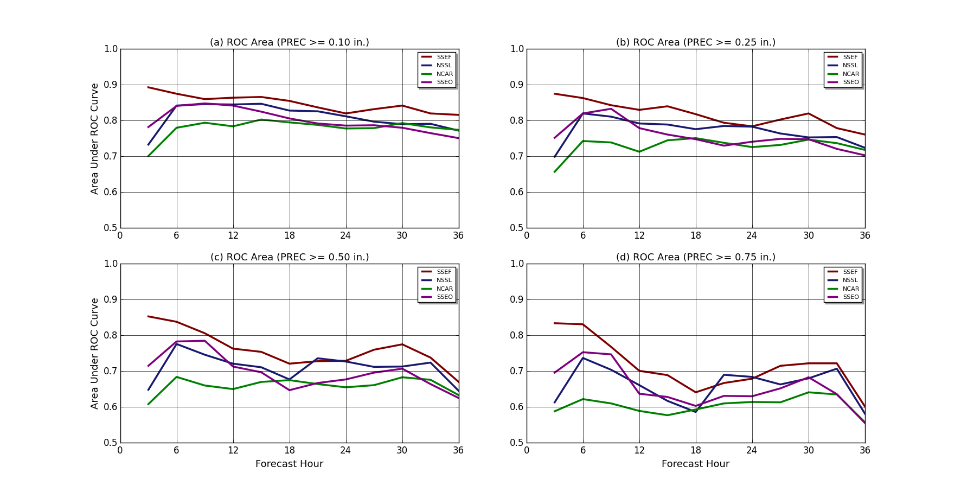 (a) ROC Area (PREC >= 0.10 in.)
1.0
0.9
0.8
0.7
0.6
0.5
Area Under ROC Curve
0 6 12 18 24 30 36
SSEF
NSSL
NCAR
SSEO
(b) ROC Area (PREC >= 0.25 in.)
1.0
0.9
0.8
0.7
0.6
0.5
0 6 12 18 24 30 36
SSEF
NSSL
NCAR
SSEO
(c) ROC Area (PREC >= 0.50 in.)
1.0
0.9
0.8
0.7
0.6
0.5
Area Under ROC Curve
0 6 12 18 24 30 36
Forecast Hour
SSEF
NSSL
NCAR
SSEO
(d) ROC Area (PREC >= 0.75 in.)
1.0
0.9
0.8
0.7
0.6
0.5
0 6 12 18 24 30 36
Forecast Hour
SSEF
NSSL
NCAR
SSEO